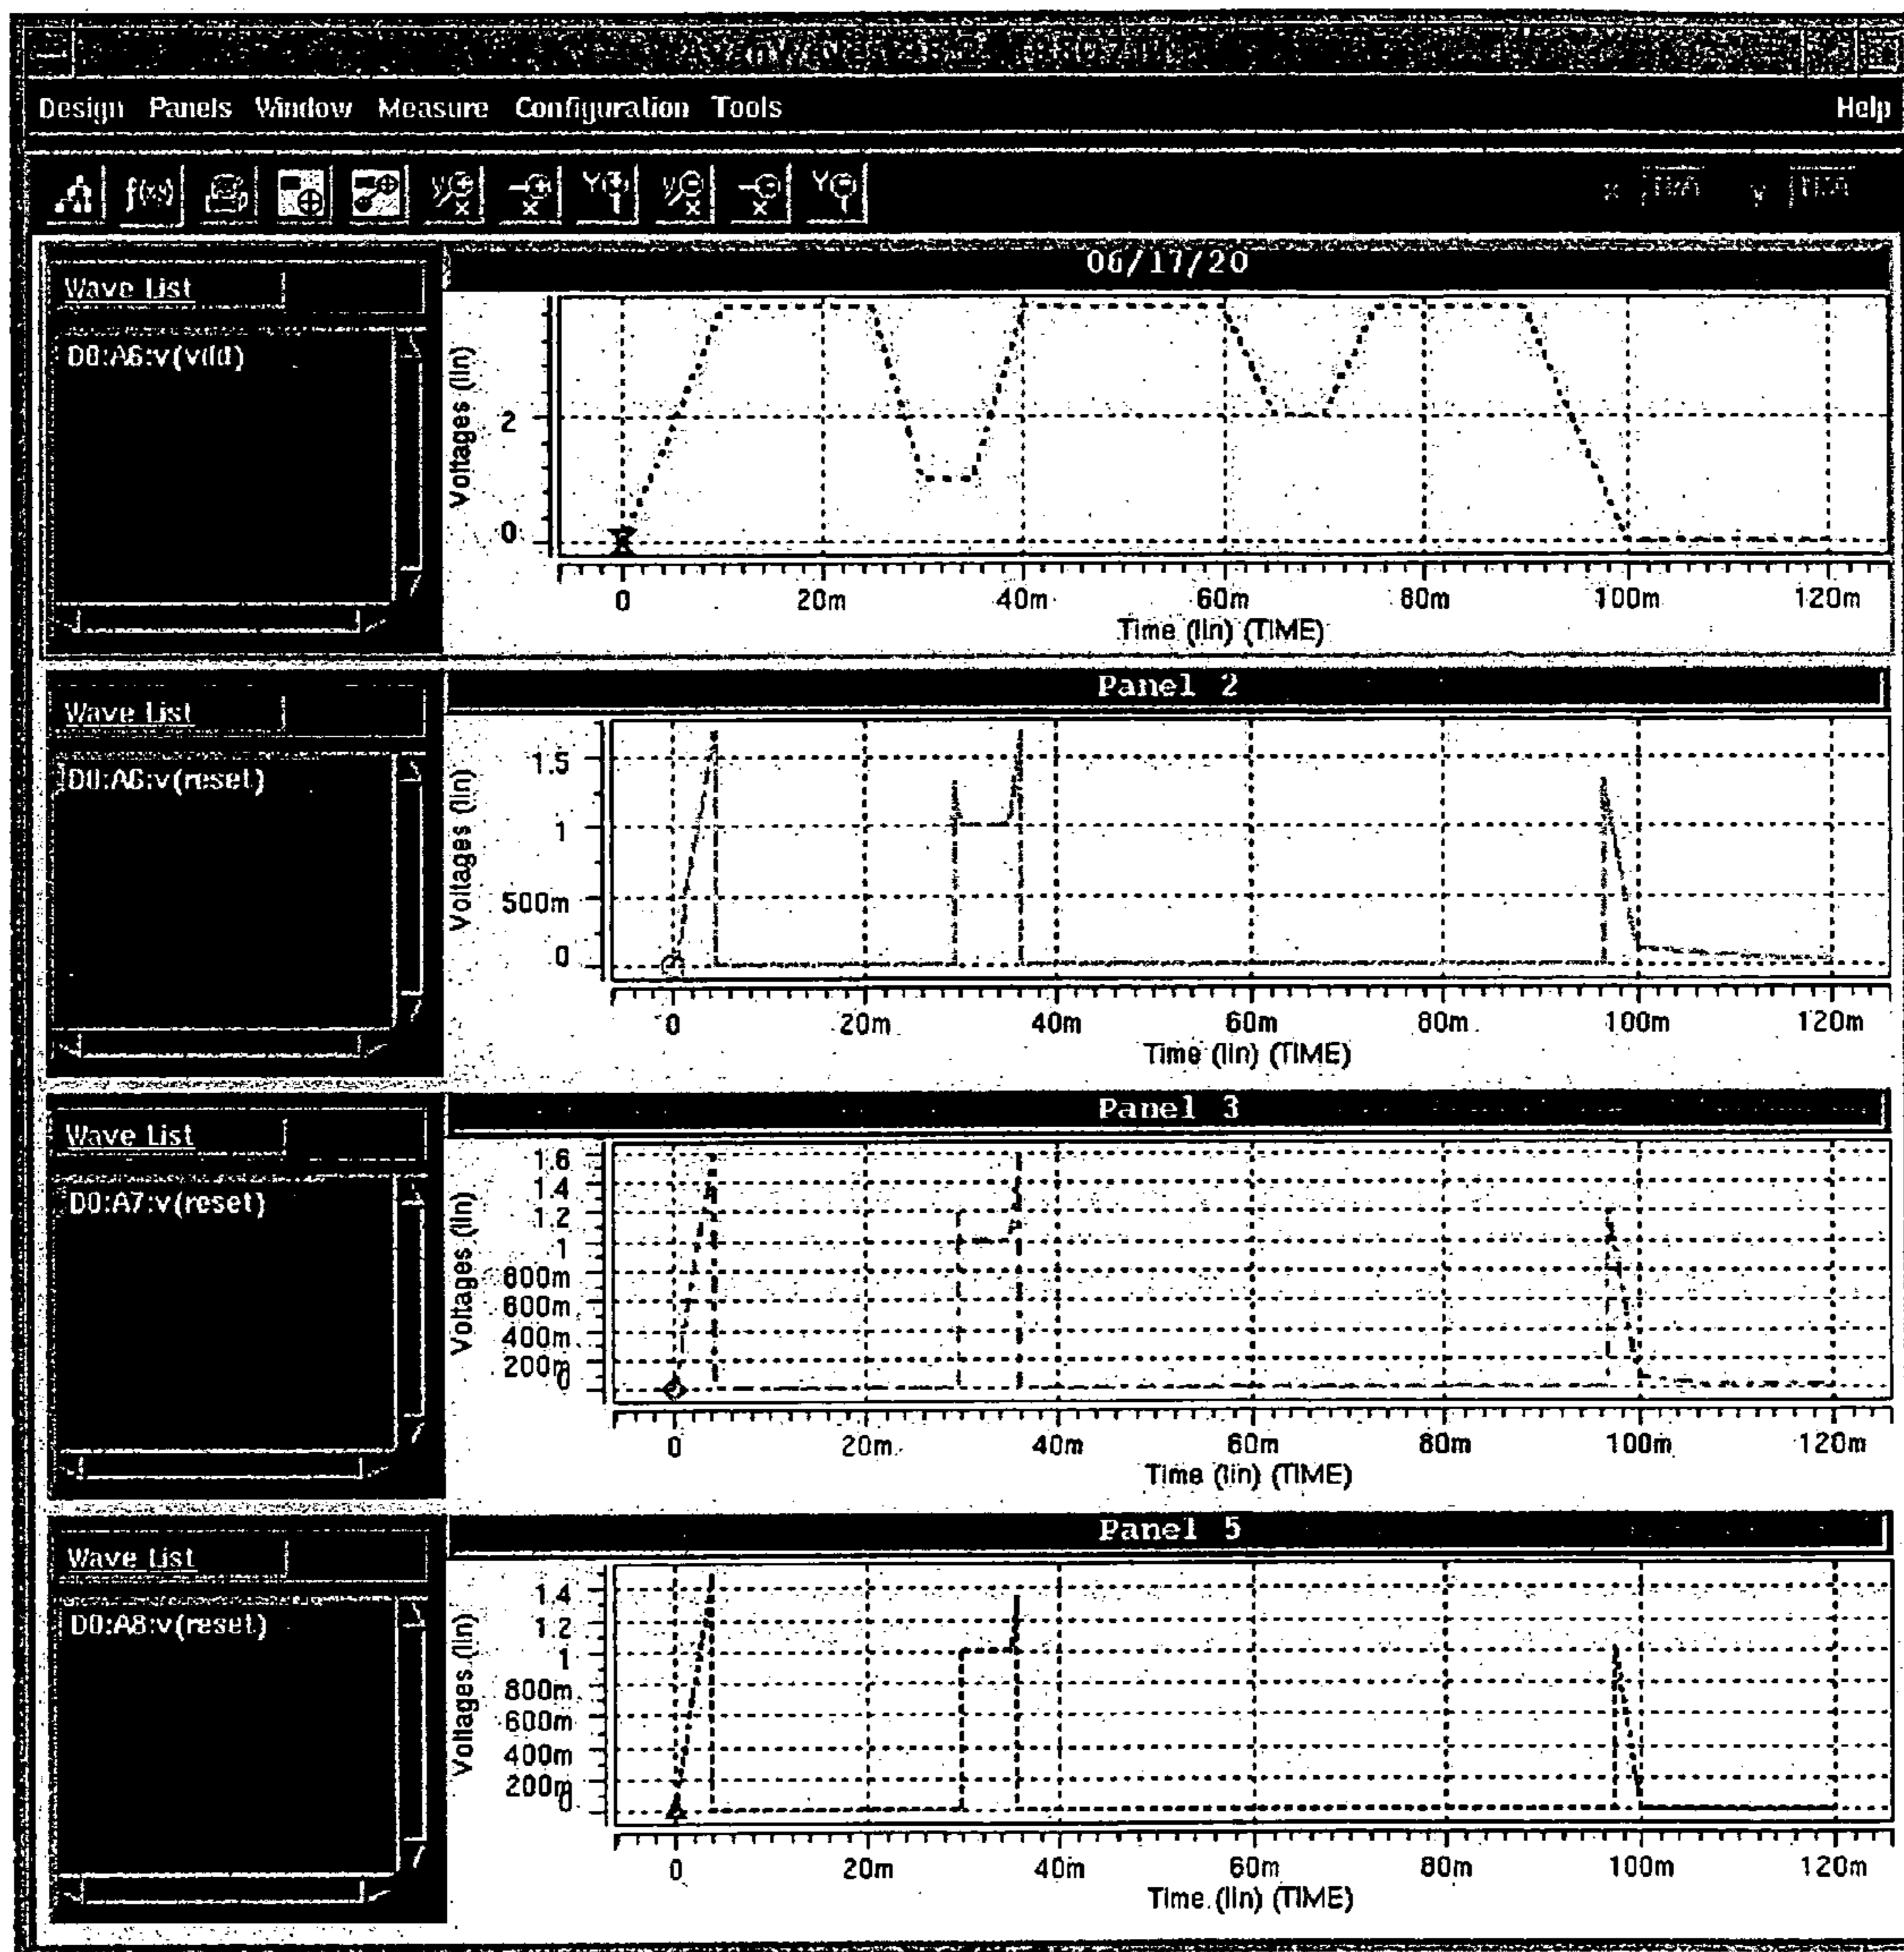 Design Panels Window Measure Configuration Tools Help
06/17/20
Wave List
D0:A6:v(vdd)
Voltages (lin)
2
0
0 20m 40m 60m 80m 100m 120m
Time (lin) (TIME)
Panel 2
Wave List
D0:A6:v(reset)
Voltages (lin)
1.5
1
500m
0
0 20m 40m 60m 80m 100m 120m
Time (lin) (TIME)
Panel 3
Wave List
D0:A7:v(reset)
Voltages (lin)
1.6
1.4
1.2
1
800m
600m
400m
200m
0
0 20m 40m 60m 80m 100m 120m
Time (lin) (TIME)
Panel 5
Wave List
D0:A8:v(reset)
Voltages (lin)
1.4
1.2
1
800m
600m
400m
200m
0
0 20m 40m 60m 80m 100m 120m
Time (lin) (TIME)